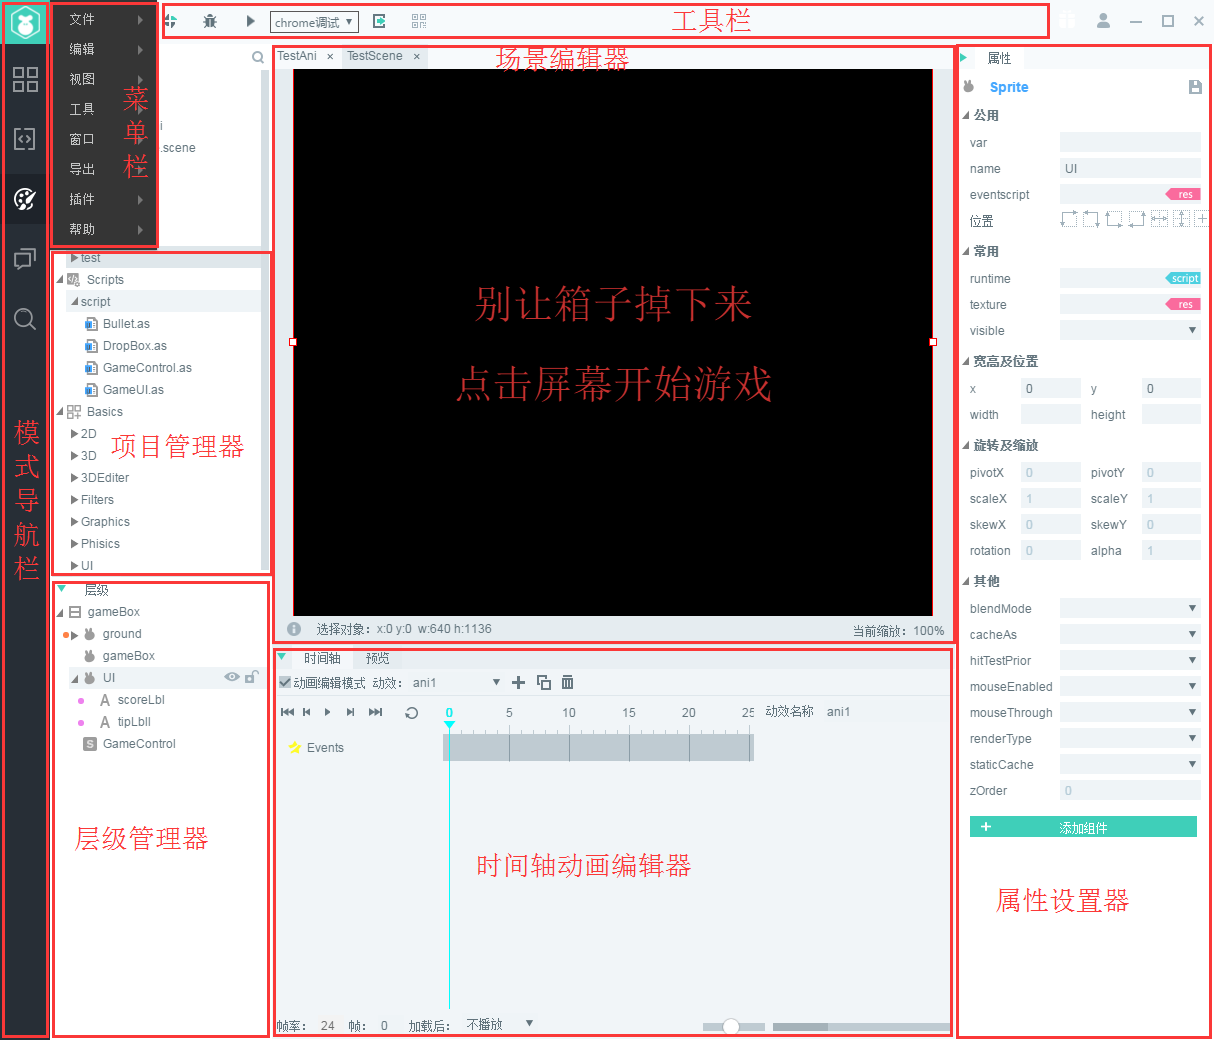 文件
编辑
视图
工具
窗口
导出
插件
帮助
菜单栏
chrome调试
工具栏
模式导航栏
i
.scene
test
Scripts
script
Bullet.as
DropBox.as
GameControl.as
GameUI.as
Basics
2D
3D
3DEditer
Filters
Graphics
Phisics
UI
项目管理器
层级
gameBox
ground
gameBox
UI
scoreLbl
tipLbll
GameControl
层级管理器
TestAni
TestScene
场景编辑器
别让箱子掉下来
点击屏幕开始游戏
选择对象: x:0 y:0 w:640 h:1136
当前缩放: 100%
时间轴 预览
动画编辑模式 动效: ani1
0 5 10 15 20 25 动效名称 ani1
Events
时间轴动画编辑器
帧率: 24 帧: 0 加载后: 不播放
属性
Sprite
公用
var
name UI
eventscript res
位置
常用
runtime script
texture res
visible
宽高及位置
x 0 y 0
width height
旋转及缩放
pivotX 0 pivotY 0
scaleX 1 scaleY 1
skewX 0 skewY 0
rotation 0 alpha 1
其他
blendMode
cacheAs
hitTestPrior
mouseEnabled
mouseThrough
renderType
staticCache
zOrder 0
添加组件
属性设置器